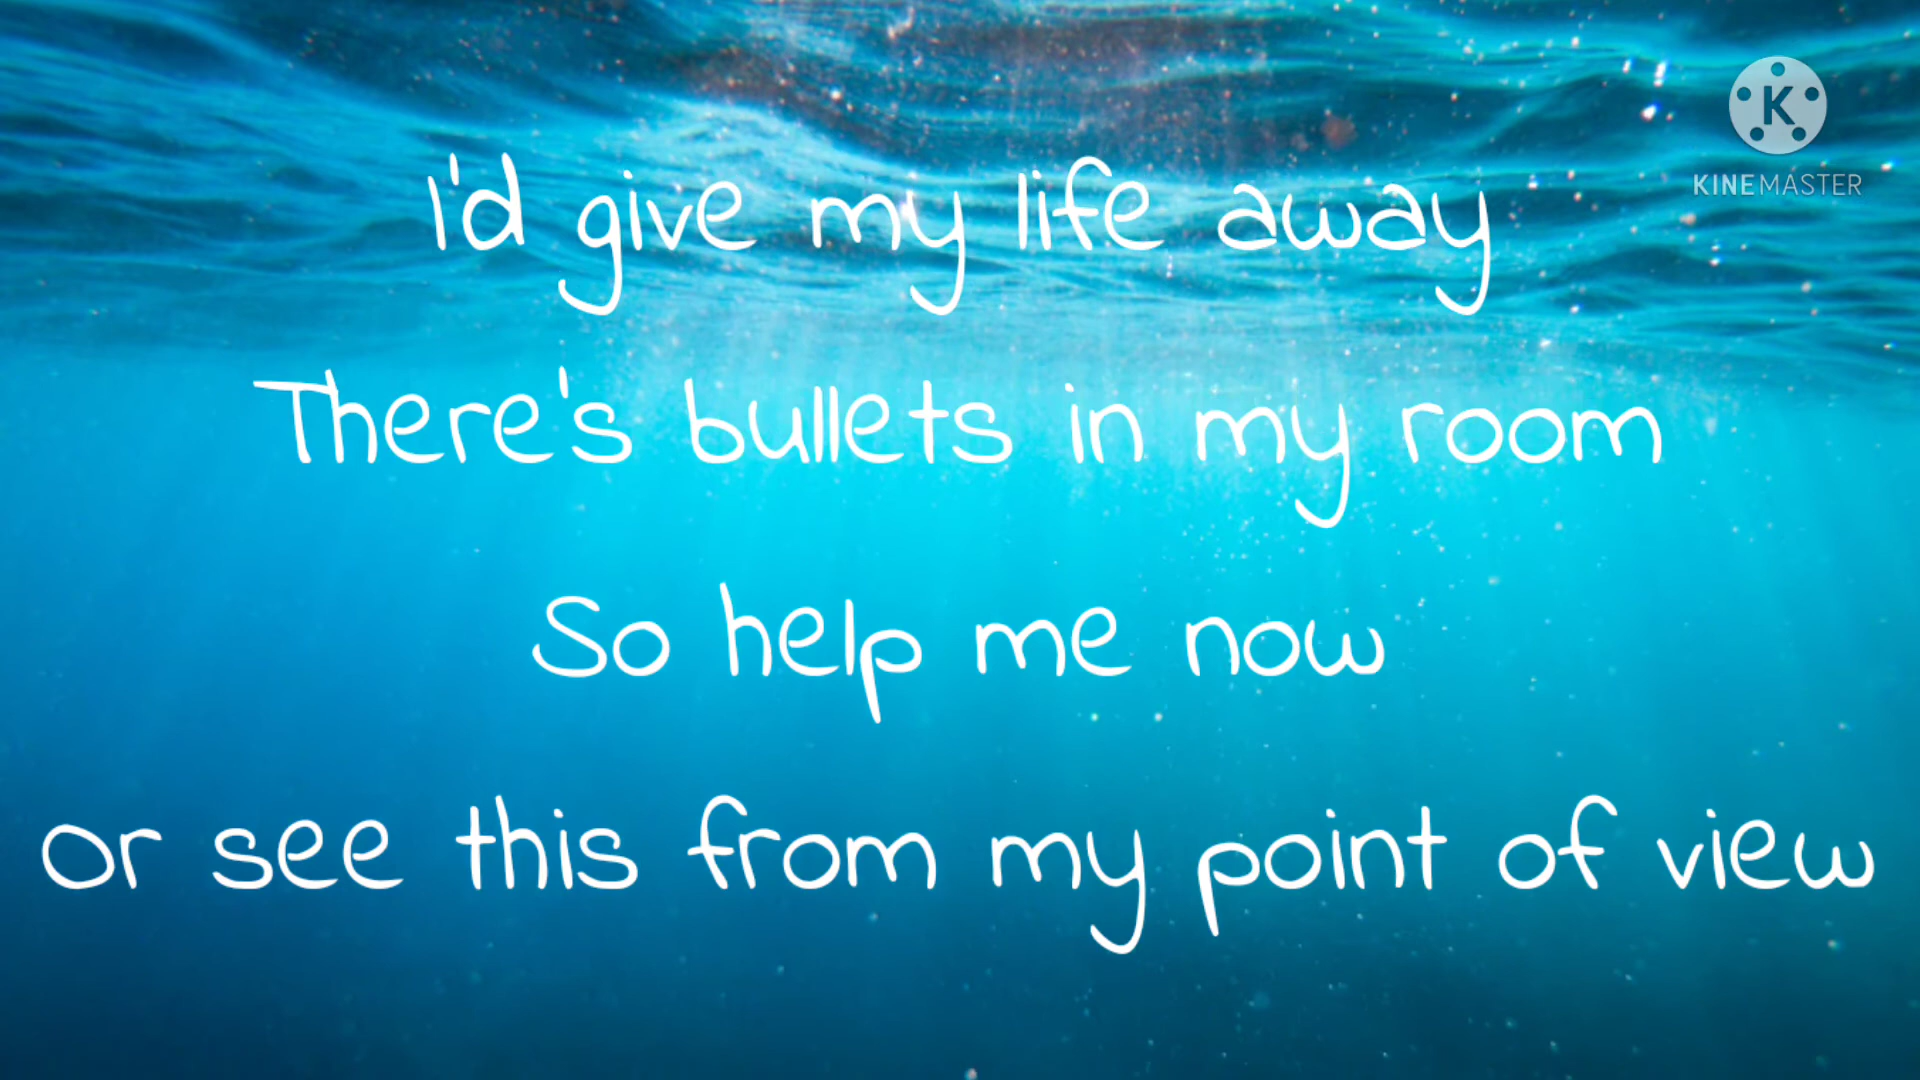 I'd give my life away
There's bullets in my room
So help me now
or see this from my point of view
K
KINEMASTER